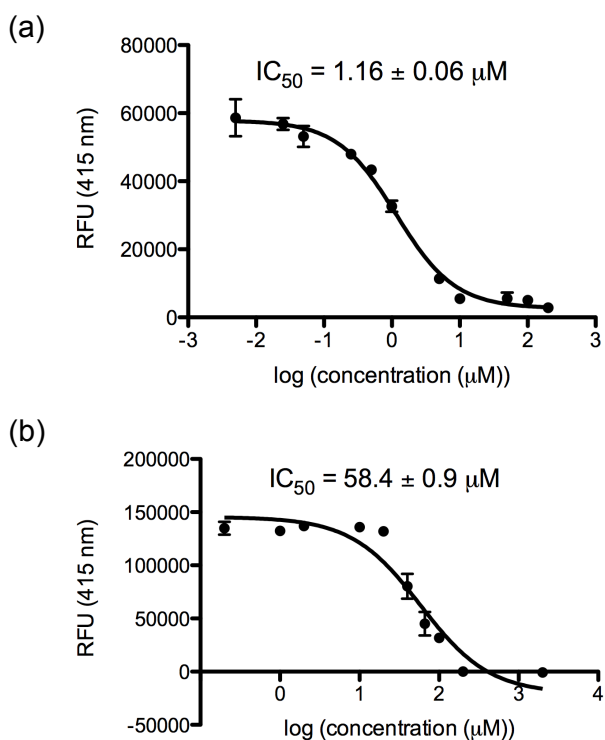 (a)
IC50 = 1.16 ± 0.06 μM
80000
60000
40000
20000
0
RFU (415 nm)
-3 -2 -1 0 1 2 3
log (concentration (μM))
(b)
IC50 = 58.4 ± 0.9 μM
200000
150000
100000
50000
0
-50000
RFU (415 nm)
0 1 2 3 4
log (concentration (μM))